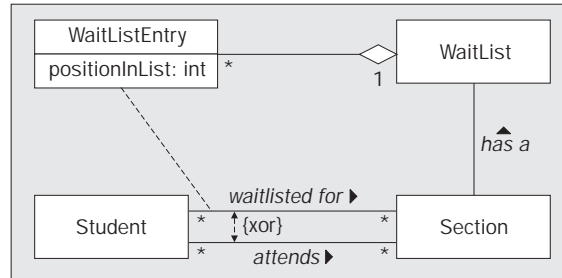 WaitListEntry
positionInList: int
*
1
WaitList
has a
waitlisted for
* *
Student
{xor}
Section
* *
attends